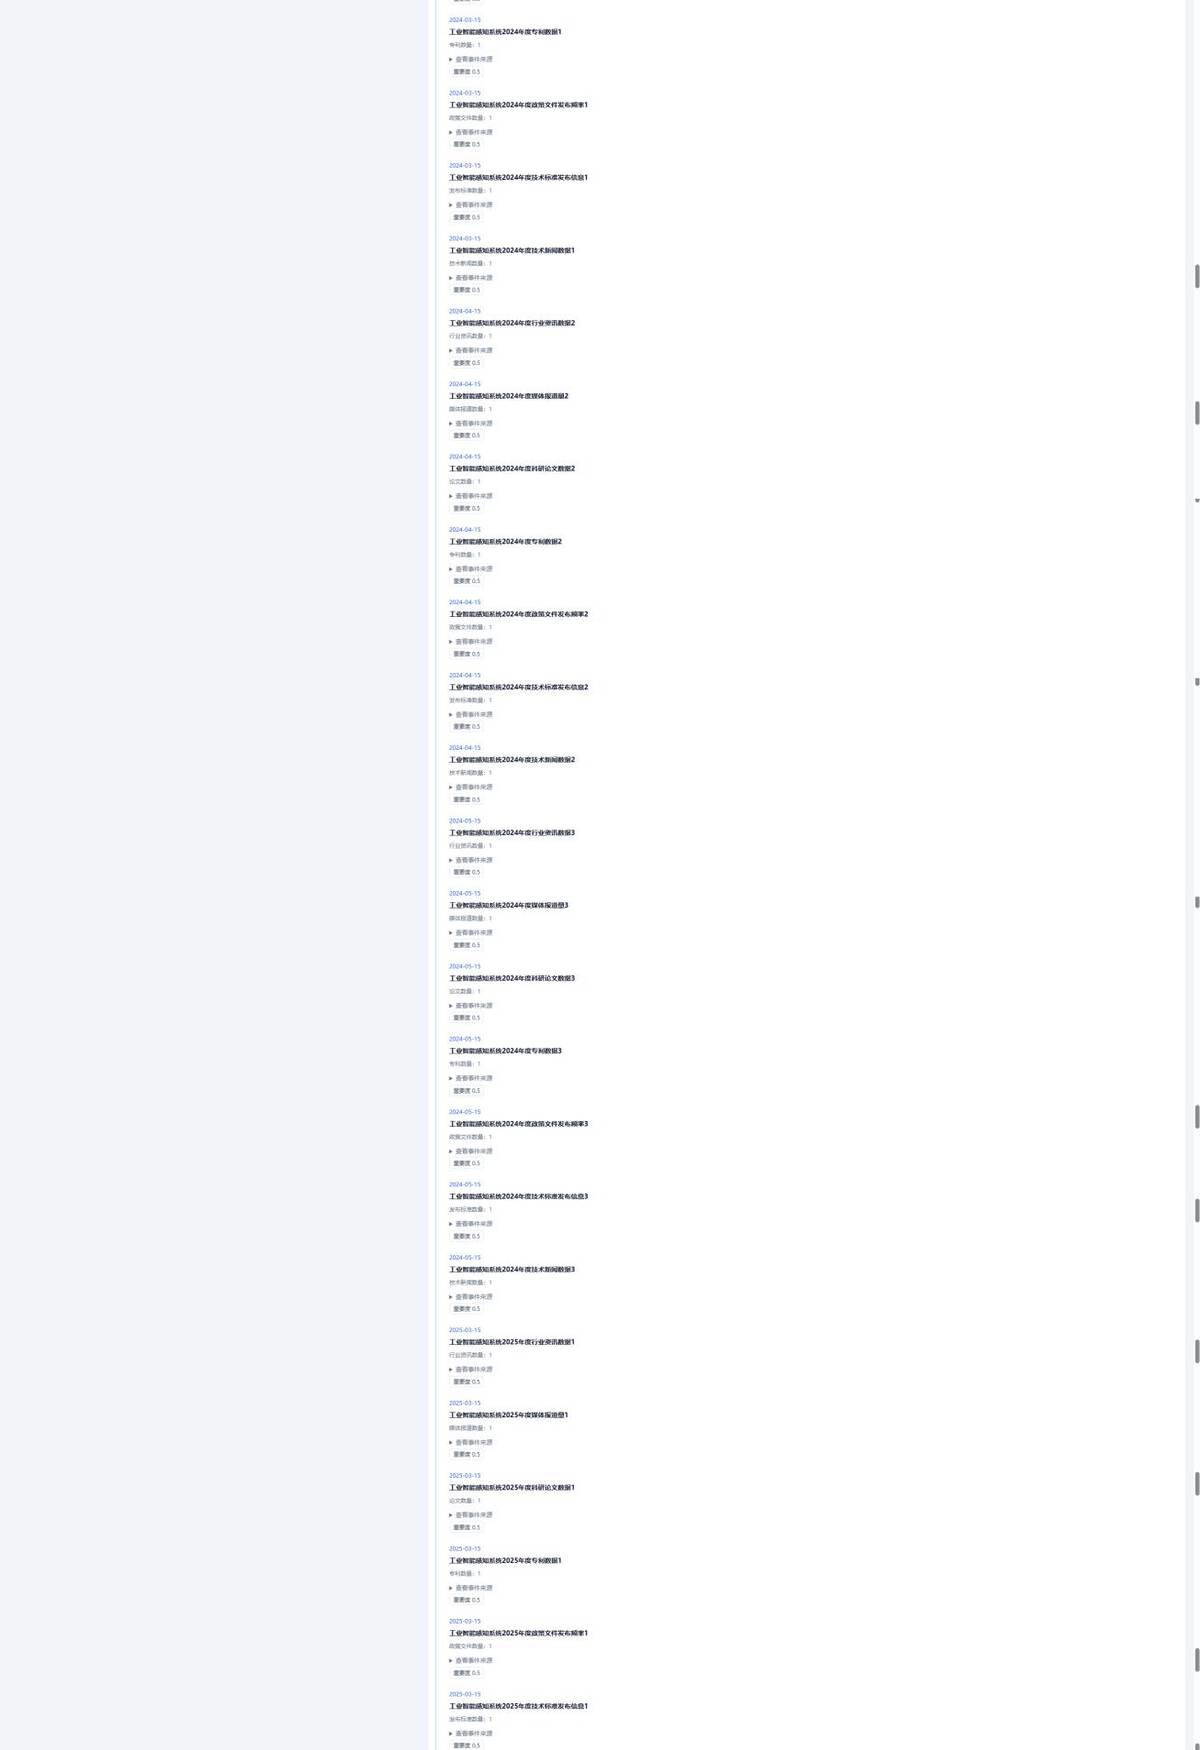 2024-03-15
工业智能感知系统2024年度专利数据1
专利数量：1
▶ 查看事件来源
重要度 0.5
2024-03-15
工业智能感知系统2024年度政策文件发布频率1
政策文件数量：1
▶ 查看事件来源
重要度 0.5
2024-03-15
工业智能感知系统2024年度技术标准发布信息1
发布标准数量：1
▶ 查看事件来源
重要度 0.5
2024-03-15
工业智能感知系统2024年度技术新闻数据1
技术新闻数量：1
▶ 查看事件来源
重要度 0.5
2024-04-15
工业智能感知系统2024年度行业资讯数据2
行业资讯数量：1
▶ 查看事件来源
重要度 0.5
2024-04-15
工业智能感知系统2024年度媒体报道量2
媒体报道数量：1
▶ 查看事件来源
重要度 0.5
2024-04-15
工业智能感知系统2024年度科研论文数据2
论文数量：1
▶ 查看事件来源
重要度 0.5
2024-04-15
工业智能感知系统2024年度专利数据2
专利数量：1
▶ 查看事件来源
重要度 0.5
2024-04-15
工业智能感知系统2024年度政策文件发布频率2
政策文件数量：1
▶ 查看事件来源
重要度 0.5
2024-04-15
工业智能感知系统2024年度技术标准发布信息2
发布标准数量：1
▶ 查看事件来源
重要度 0.5
2024-04-15
工业智能感知系统2024年度技术新闻数据2
技术新闻数量：1
▶ 查看事件来源
重要度 0.5
2024-05-15
工业智能感知系统2024年度行业资讯数据3
行业资讯数量：1
▶ 查看事件来源
重要度 0.5
2024-05-15
工业智能感知系统2024年度媒体报道量3
媒体报道数量：1
▶ 查看事件来源
重要度 0.5
2024-05-15
工业智能感知系统2024年度科研论文数据3
论文数量：1
▶ 查看事件来源
重要度 0.5
2024-05-15
工业智能感知系统2024年度专利数据3
专利数量：1
▶ 查看事件来源
重要度 0.5
2024-05-15
工业智能感知系统2024年度政策文件发布频率3
政策文件数量：1
▶ 查看事件来源
重要度 0.5
2024-05-15
工业智能感知系统2024年度技术标准发布信息3
发布标准数量：1
▶ 查看事件来源
重要度 0.5
2024-05-15
工业智能感知系统2024年度技术新闻数据3
技术新闻数量：1
▶ 查看事件来源
重要度 0.5
2025-03-15
工业智能感知系统2025年度行业资讯数据1
行业资讯数量：1
▶ 查看事件来源
重要度 0.5
2025-03-15
工业智能感知系统2025年度媒体报道量1
媒体报道数量：1
▶ 查看事件来源
重要度 0.5
2025-03-15
工业智能感知系统2025年度科研论文数据1
论文数量：1
▶ 查看事件来源
重要度 0.5
2025-03-15
工业智能感知系统2025年度专利数据1
专利数量：1
▶ 查看事件来源
重要度 0.5
2025-03-15
工业智能感知系统2025年度政策文件发布频率1
政策文件数量：1
▶ 查看事件来源
重要度 0.5
2025-03-15
工业智能感知系统2025年度技术标准发布信息1
发布标准数量：1
▶ 查看事件来源
重要度 0.5